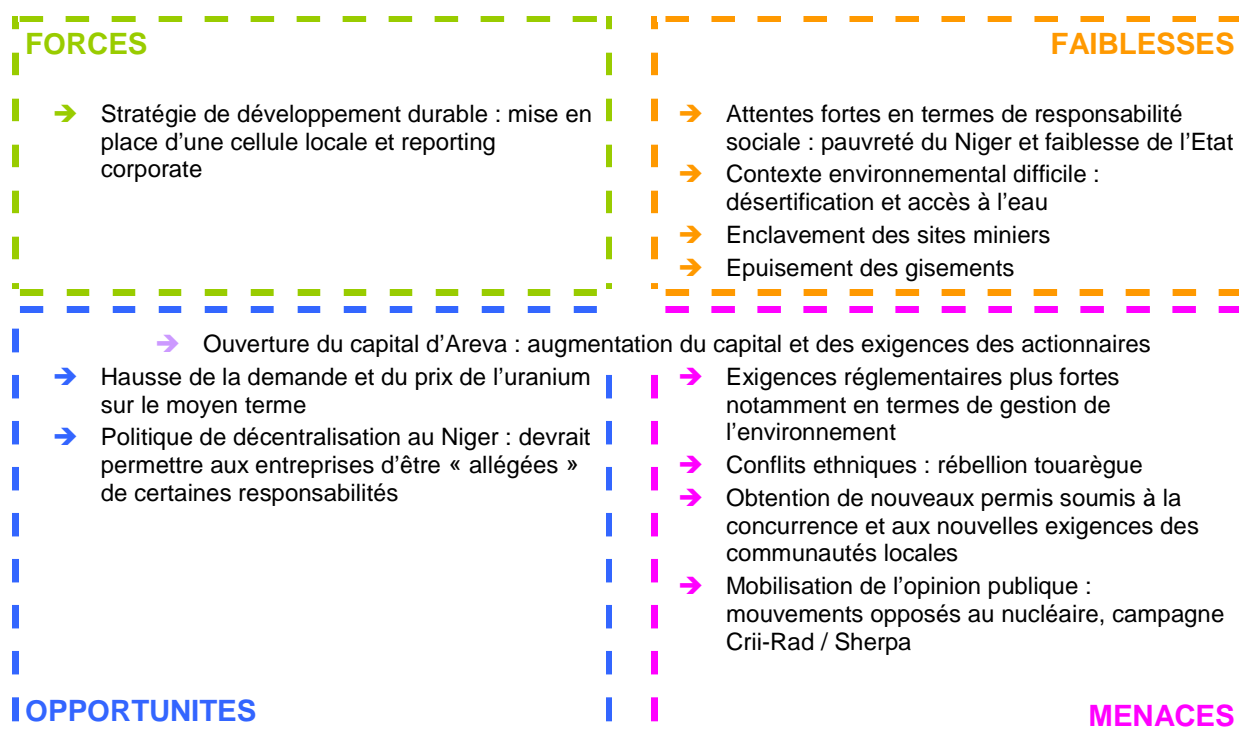 FORCES
Stratégie de développement durable : mise en
place d’une cellule locale et reporting
corporate
FAIBLESSES
Attentes fortes en termes de responsabilité
sociale : pauvreté du Niger et faiblesse de l’Etat
Contexte environnemental difficile :
désertification et accès à l’eau
Enclavement des sites miniers
Epuisement des gisements
Ouverture du capital d’Areva : augmentation du capital et des exigences des actionnaires
Hausse de la demande et du prix de l’uranium
sur le moyen terme
Politique de décentralisation au Niger : devrait
permettre aux entreprises d’être « allégées »
de certaines responsabilités
OPPORTUNITES
Exigences réglementaires plus fortes
notamment en termes de gestion de
l’environnement
Conflits ethniques : rébellion touarègue
Obtention de nouveaux permis soumis à la
concurrence et aux nouvelles exigences des
communautés locales
Mobilisation de l’opinion publique :
mouvements opposés au nucléaire, campagne
Crii-Rad / Sherpa
MENACES